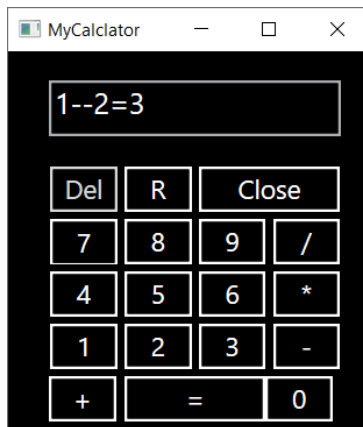 MyCalclator
1--2=3
Del R Close
7 8 9 /
4 5 6 *
1 2 3 -
+ = 0